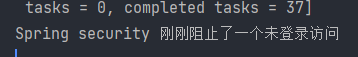 tasks = 0, completed tasks = 37]
Spring security 刚刚阻止了一个未登录访问